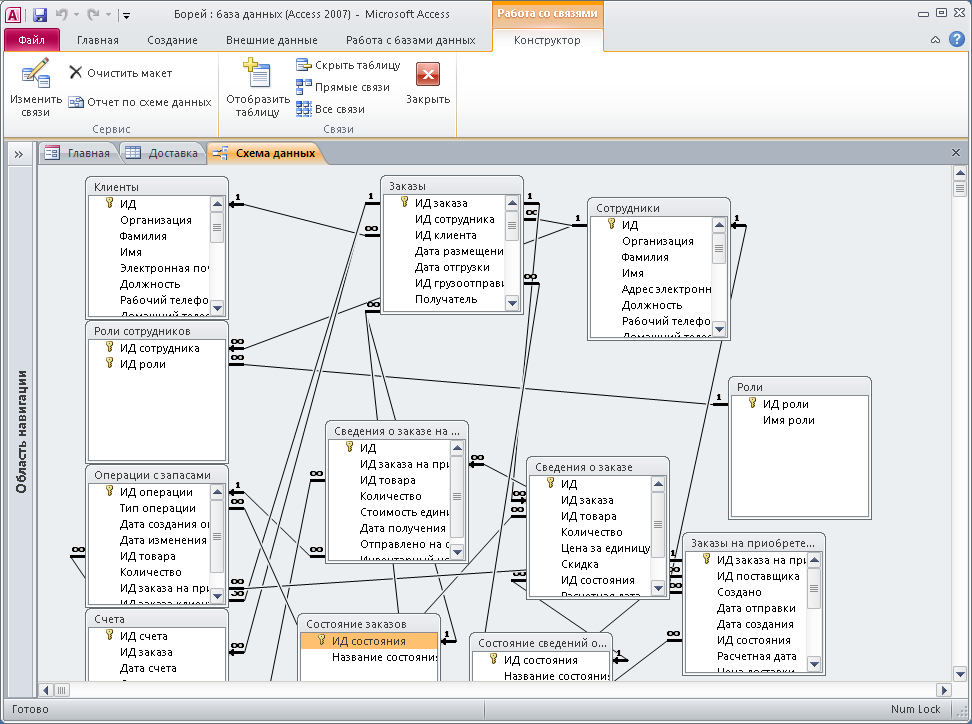 Борей : база данных (Access 2007) - Microsoft Access
Работа со связями
Файл
Главная
Создание
Внешние данные
Работа с базами данных
Конструктор
Изменить связи
Очистить макет
Отчет по схеме данных
Сервис
Отобразить таблицу
Скрыть таблицу
Прямые связи
Все связи
Связи
Закрыть
Главная
Доставка
Схема данных
Область навигации
Клиенты
ИД
Организация
Фамилия
Имя
Электронная поч
Должность
Рабочий телефо
Домашний теле
Заказы
ИД заказа
ИД сотрудника
ИД клиента
Дата размещени
Дата отгрузки
ИД грузоотправи
Получатель
Сотрудники
ИД
Организация
Фамилия
Имя
Адрес электронн
Должность
Рабочий телефо
Домашний теле
Роли сотрудников
ИД сотрудника
ИД роли
Роли
ИД роли
Имя роли
Операции с запасами
ИД операции
Тип операции
Дата создания оп
Дата изменения
ИД товара
Количество
ИД заказа на при
ИД заказа клиен
Сведения о заказе на ...
ИД
ИД заказа на при
ИД товара
Количество
Стоимость едини
Дата получения
Отправлено на с
Инвентарный н
Сведения о заказе
ИД
ИД заказа
ИД товара
Количество
Цена за единицу
Скидка
ИД состояния
Расчетная дата
Заказы на приобрете...
ИД заказа на при
ИД поставщика
Создано
Дата отправки
Дата создания
ИД состояния
Расчетная дата
Цена доставки
Счета
ИД счета
ИД заказа
Дата счета
Состояние заказов
ИД состояния
Название состояния
Состояние сведений о...
ИД состояния
Название состояния
Готово
Num Lock